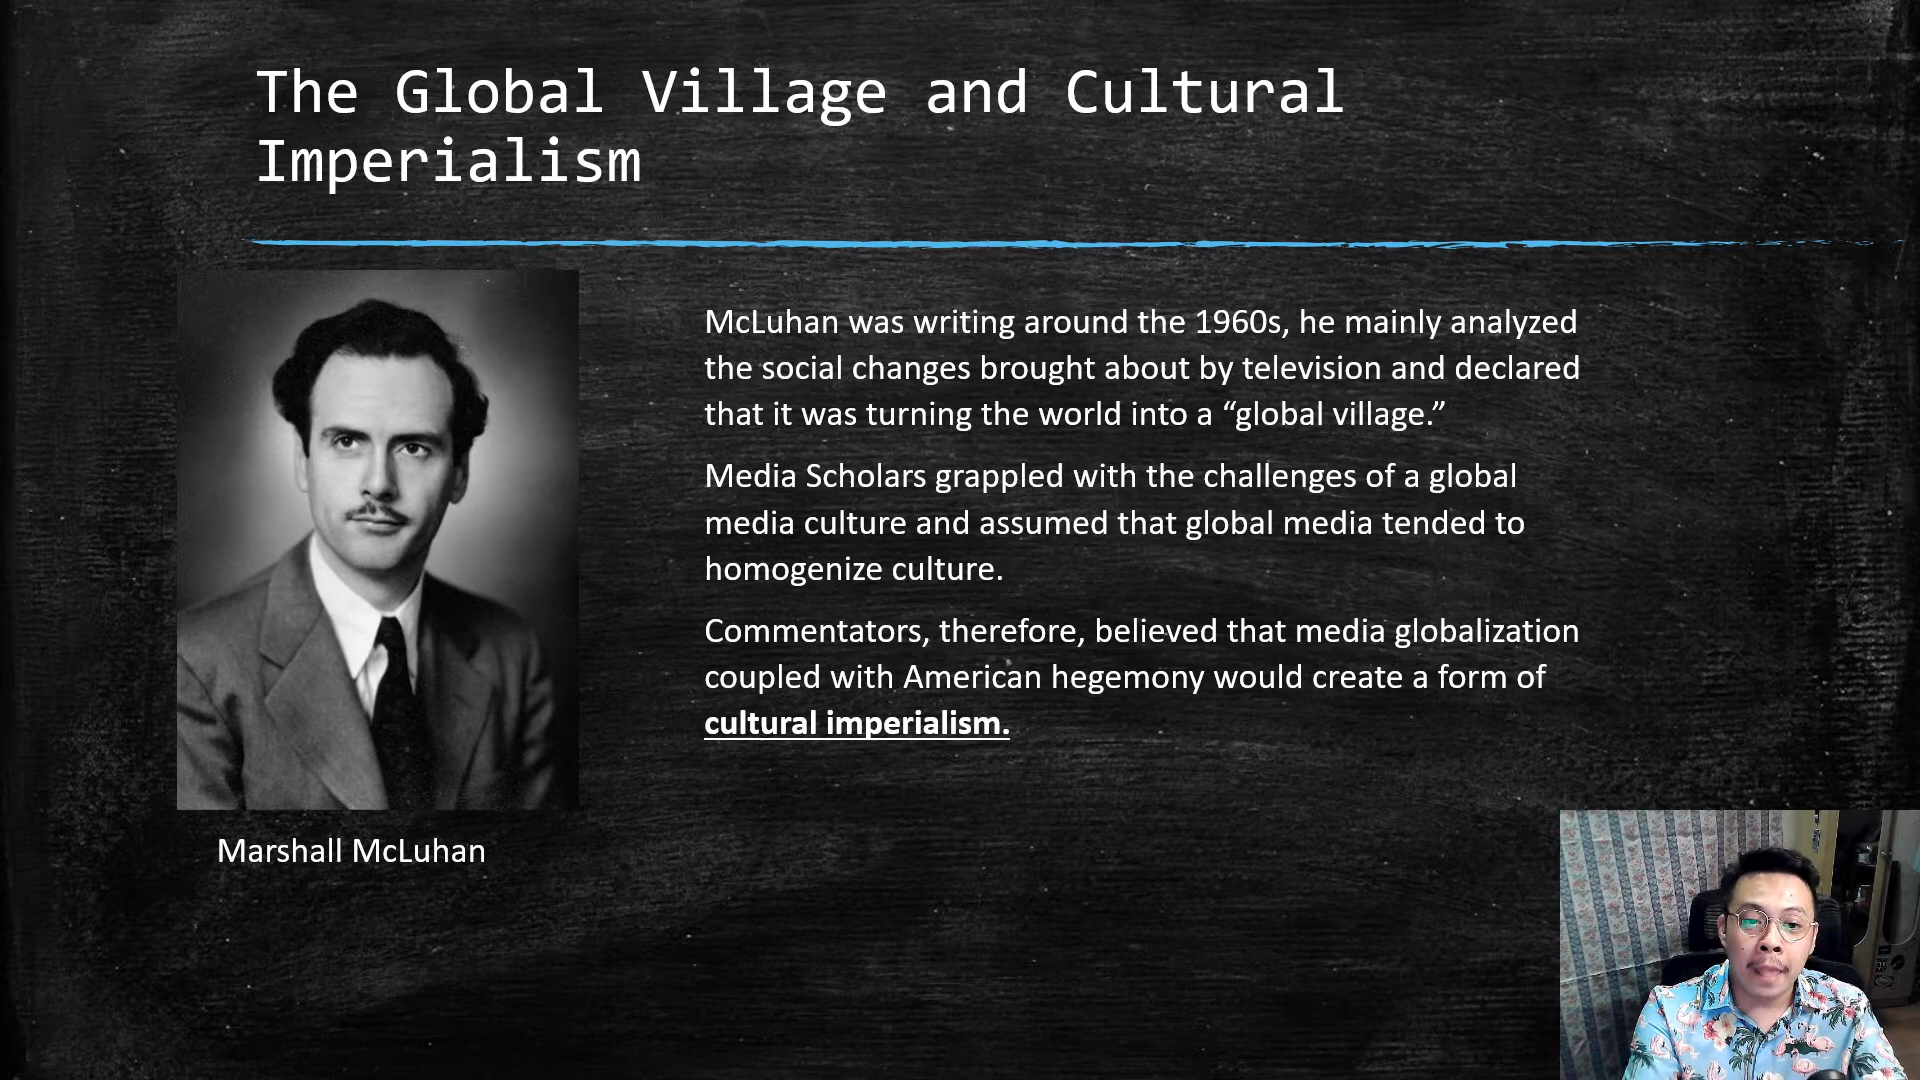 The Global Village and Cultural
Imperialism
McLuhan was writing around the 1960s, he mainly analyzed
the social changes brought about by television and declared
that it was turning the world into a “global village.”
Media Scholars grappled with the challenges of a global
media culture and assumed that global media tended to
homogenize culture.
Commentators, therefore, believed that media globalization
coupled with American hegemony would create a form of
cultural imperialism.
Marshall McLuhan